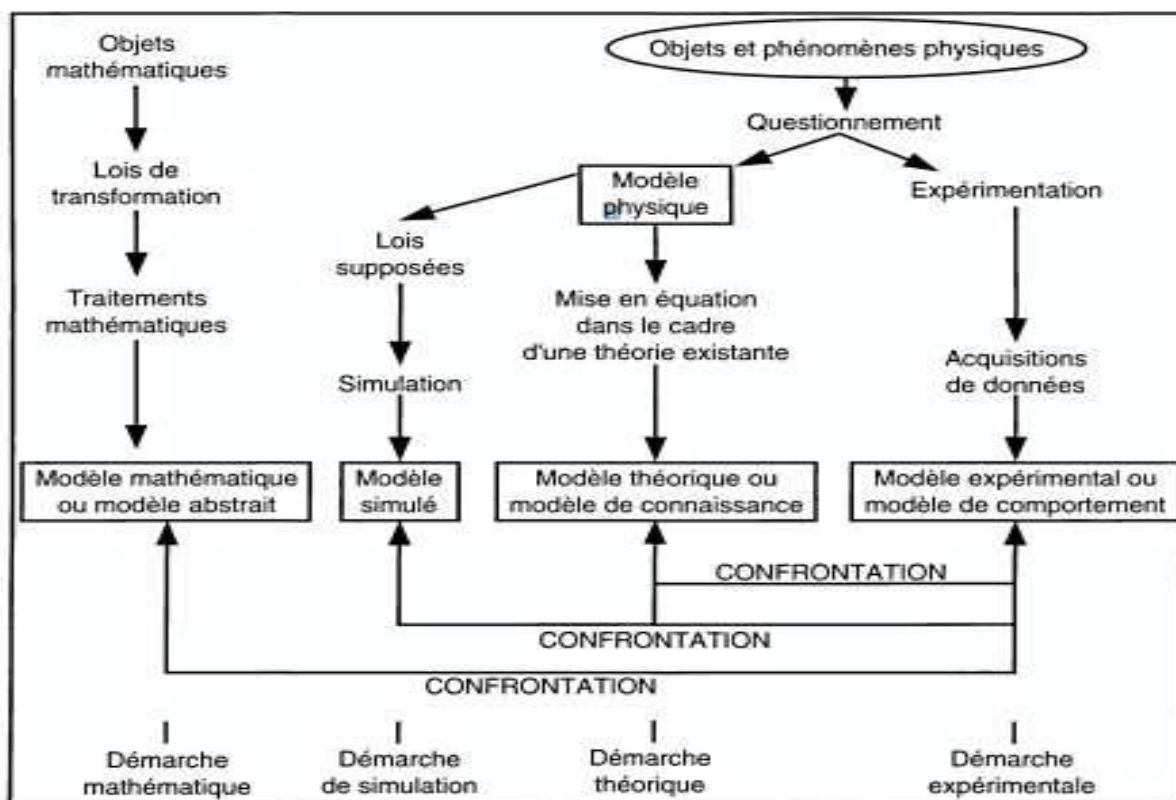 Objets
mathématiques
Lois de
transformation
Traitements
mathématiques
Modèle mathématique
ou modèle abstrait
Objets et phénomènes physiques
Questionnement
Modèle
physique
Expérimentation
Lois
supposées
Mise en équation
dans le cadre
d'une théorie existante
Simulation
Acquisitions
de données
Modèle
simulé
Modèle théorique ou
modèle de connaissance
Modèle expérimental ou
modèle de comportement
CONFRONTATION
CONFRONTATION
CONFRONTATION
Démarche
mathématique
Démarche
de simulation
Démarche
théorique
Démarche
expérimentale